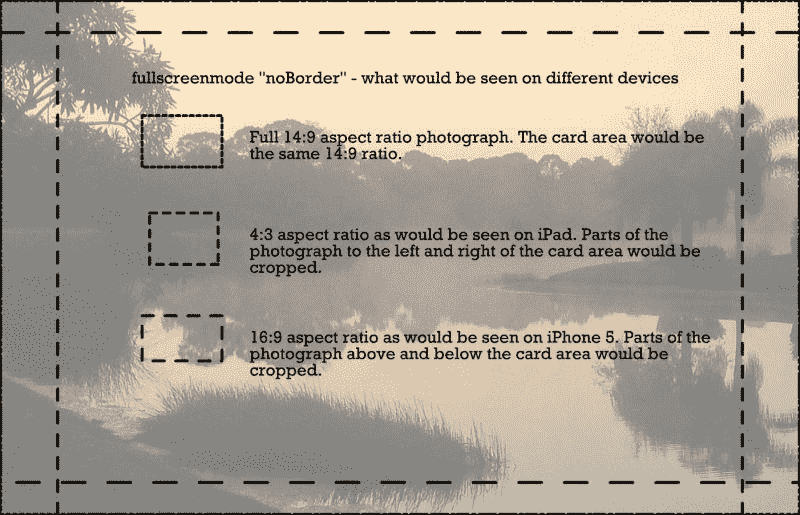 fullscreenmode "noBorder" - what would be seen on different devices
Full 14:9 aspect ratio photograph. The card area would be
the same 14:9 ratio.
4:3 aspect ratio as would be seen on iPad. Parts of the
photograph to the left and right of the card area would be
cropped.
16:9 aspect ratio as would be seen on iPhone 5. Parts of the
photograph above and below the card area would be
cropped.